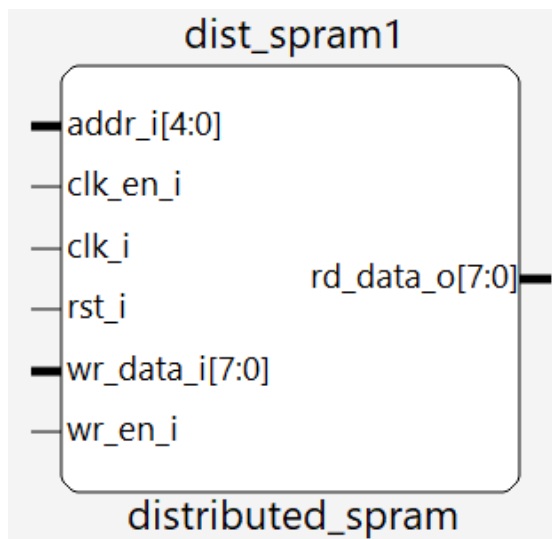 dist_spram1
addr_i[4:0]
clk_en_i
clk_i
rst_i
wr_data_i[7:0]
wr_en_i
rd_data_o[7:0]
distributed_spram